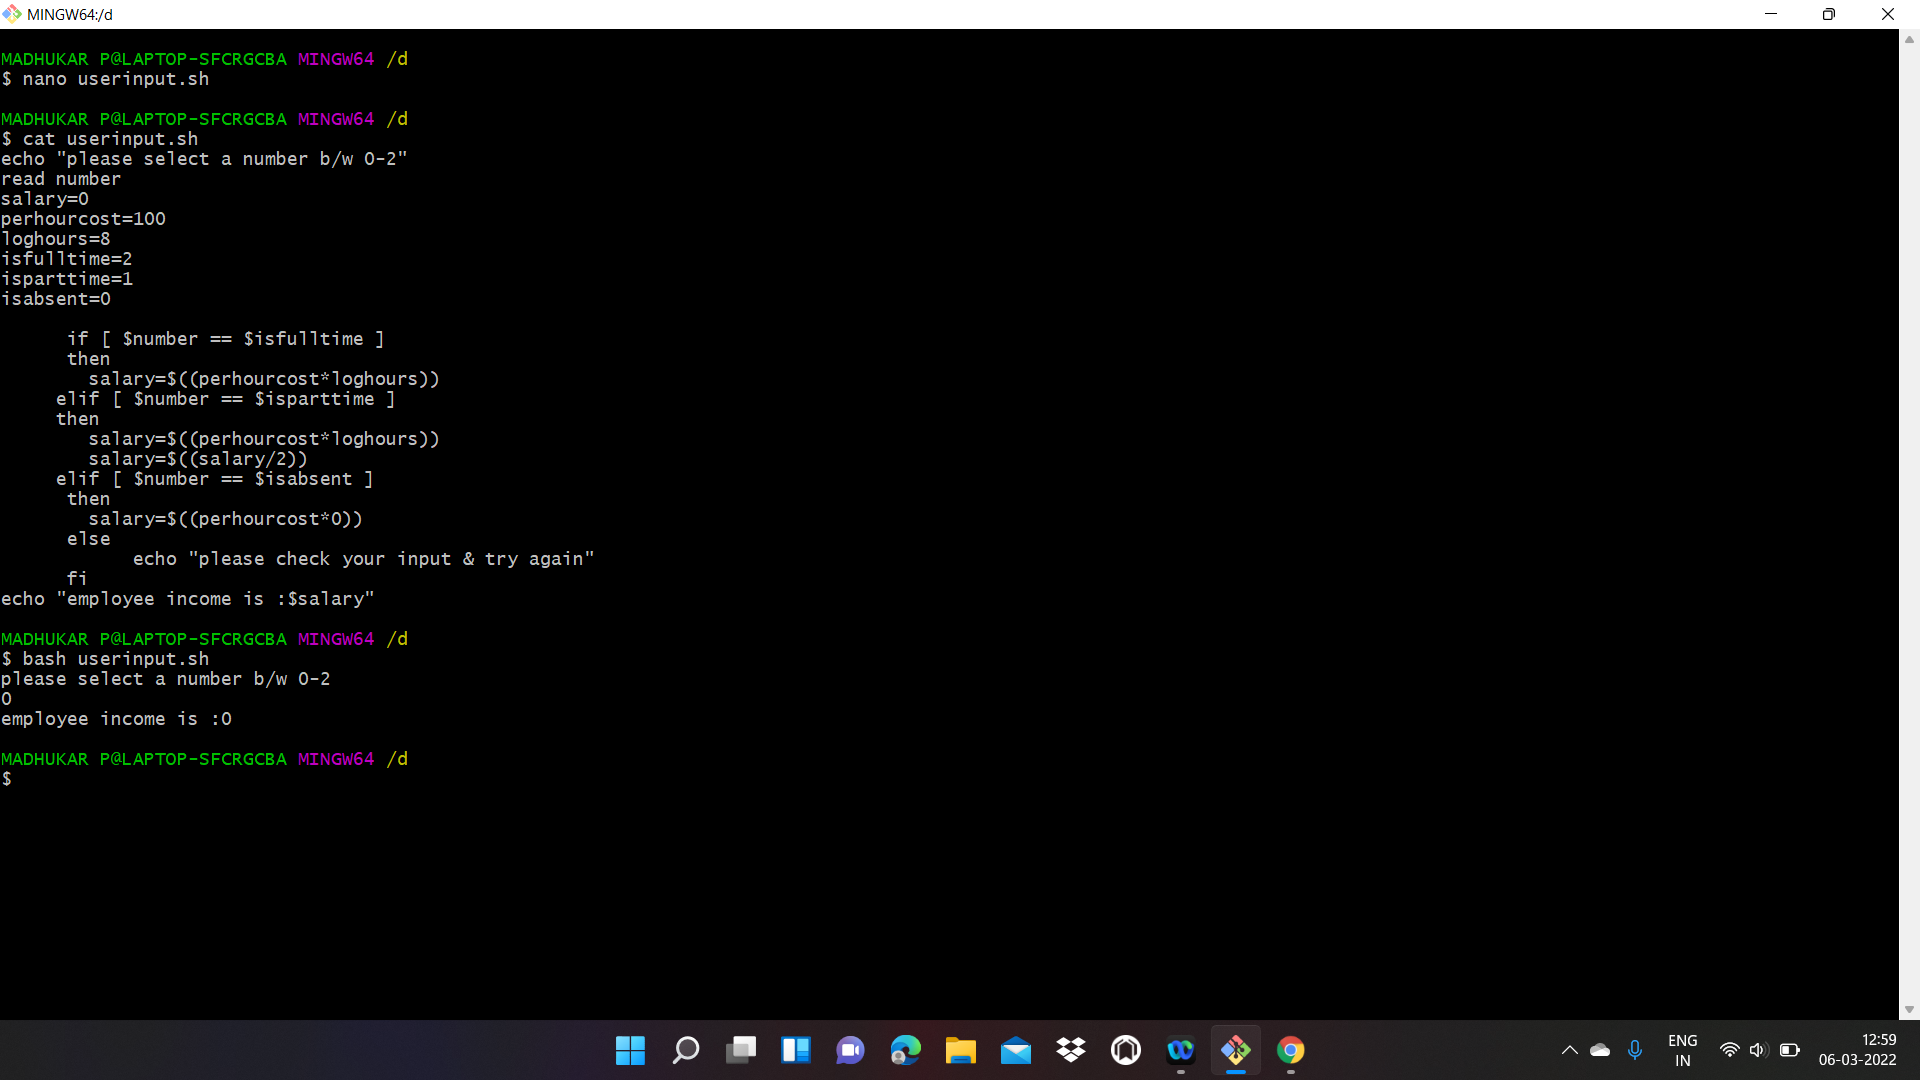 MINGW64:/d
MADHUKAR P@LAPTOP-SFCRGCBA MINGW64 /d
$ nano userinput.sh
MADHUKAR P@LAPTOP-SFCRGCBA MINGW64 /d
$ cat userinput.sh
echo "please select a number b/w 0-2"
read number
salary=0
perhourcost=100
loghours=8
isfulltime=2
isparttime=1
isabsent=0
if [ $number == $isfulltime ]
then
salary=$((perhourcost*loghours))
elif [ $number == $isparttime ]
then
salary=$((perhourcost*loghours))
salary=$((salary/2))
elif [ $number == $isabsent ]
then
salary=$((perhourcost*0))
else
echo "please check your input & try again"
fi
echo "employee income is :$salary"
MADHUKAR P@LAPTOP-SFCRGCBA MINGW64 /d
$ bash userinput.sh
please select a number b/w 0-2
0
employee income is :0
MADHUKAR P@LAPTOP-SFCRGCBA MINGW64 /d
$
ENG
IN
12:59
06-03-2022